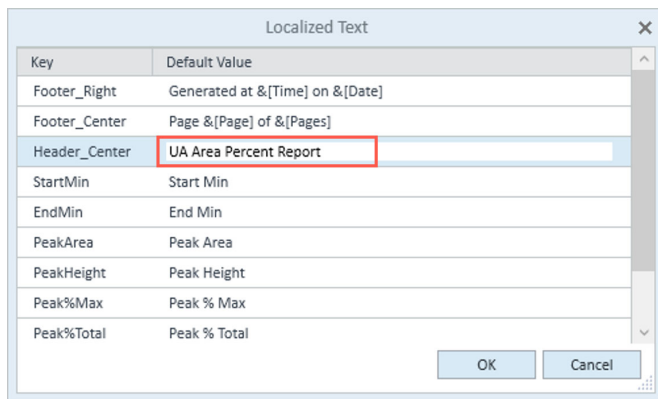 Localized Text
Key Default Value
Footer_Right Generated at &[Time] on &[Date]
Footer_Center Page &[Page] of &[Pages]
Header_Center UA Area Percent Report
StartMin Start Min
EndMin End Min
PeakArea Peak Area
PeakHeight Peak Height
Peak%Max Peak % Max
Peak%Total Peak % Total
OK Cancel